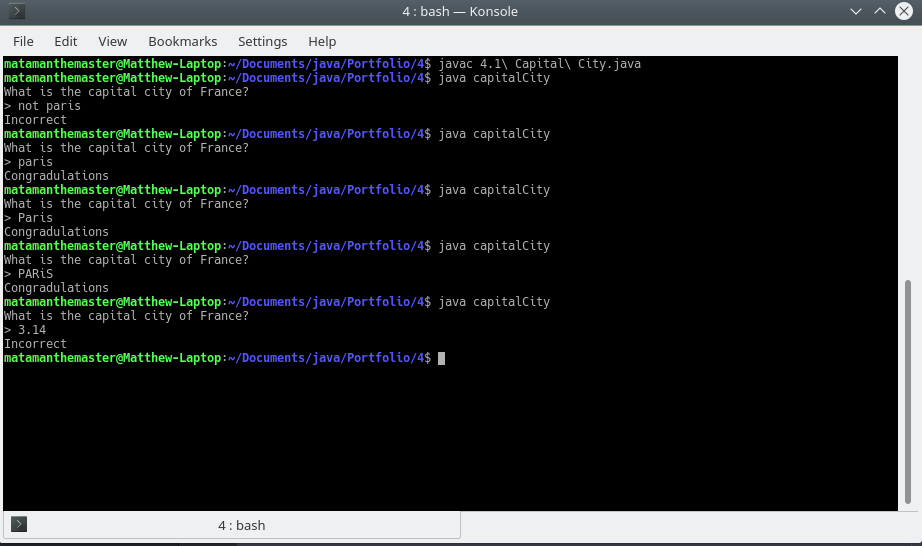 4 : bash — Konsole
File Edit View Bookmarks Settings Help
matamanthemaster@Matthew-Laptop:~/Documents/java/Portfolio/4$ javac 4.1\ Capital\ City.java
matamanthemaster@Matthew-Laptop:~/Documents/java/Portfolio/4$ java capitalCity
What is the capital city of France?
> not paris
Incorrect
matamanthemaster@Matthew-Laptop:~/Documents/java/Portfolio/4$ java capitalCity
What is the capital city of France?
> paris
Congradulations
matamanthemaster@Matthew-Laptop:~/Documents/java/Portfolio/4$ java capitalCity
What is the capital city of France?
> Paris
Congradulations
matamanthemaster@Matthew-Laptop:~/Documents/java/Portfolio/4$ java capitalCity
What is the capital city of France?
> PARiS
Congradulations
matamanthemaster@Matthew-Laptop:~/Documents/java/Portfolio/4$ java capitalCity
What is the capital city of France?
> 3.14
Incorrect
matamanthemaster@Matthew-Laptop:~/Documents/java/Portfolio/4$
4 : bash